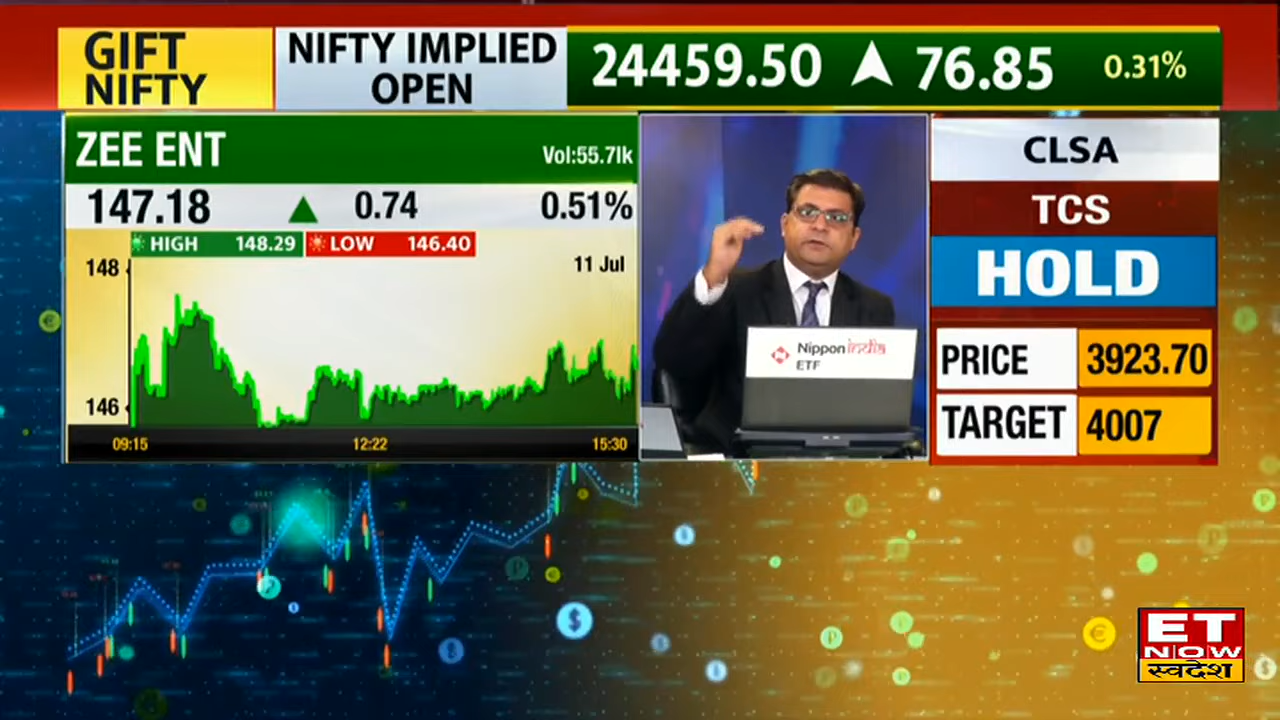 GIFT
NIFTY
NIFTY IMPLIED
OPEN
24459.50 76.85 0.31%
ZEE ENT Vol:55.7lk
147.18 0.74 0.51%
HIGH 148.29 LOW 146.40
11 Jul
148
146
09:15 12:22 15:30
Nippon india
ETF
CLSA
TCS
HOLD
PRICE 3923.70
TARGET 4007
ET
NOW
स्वदेश